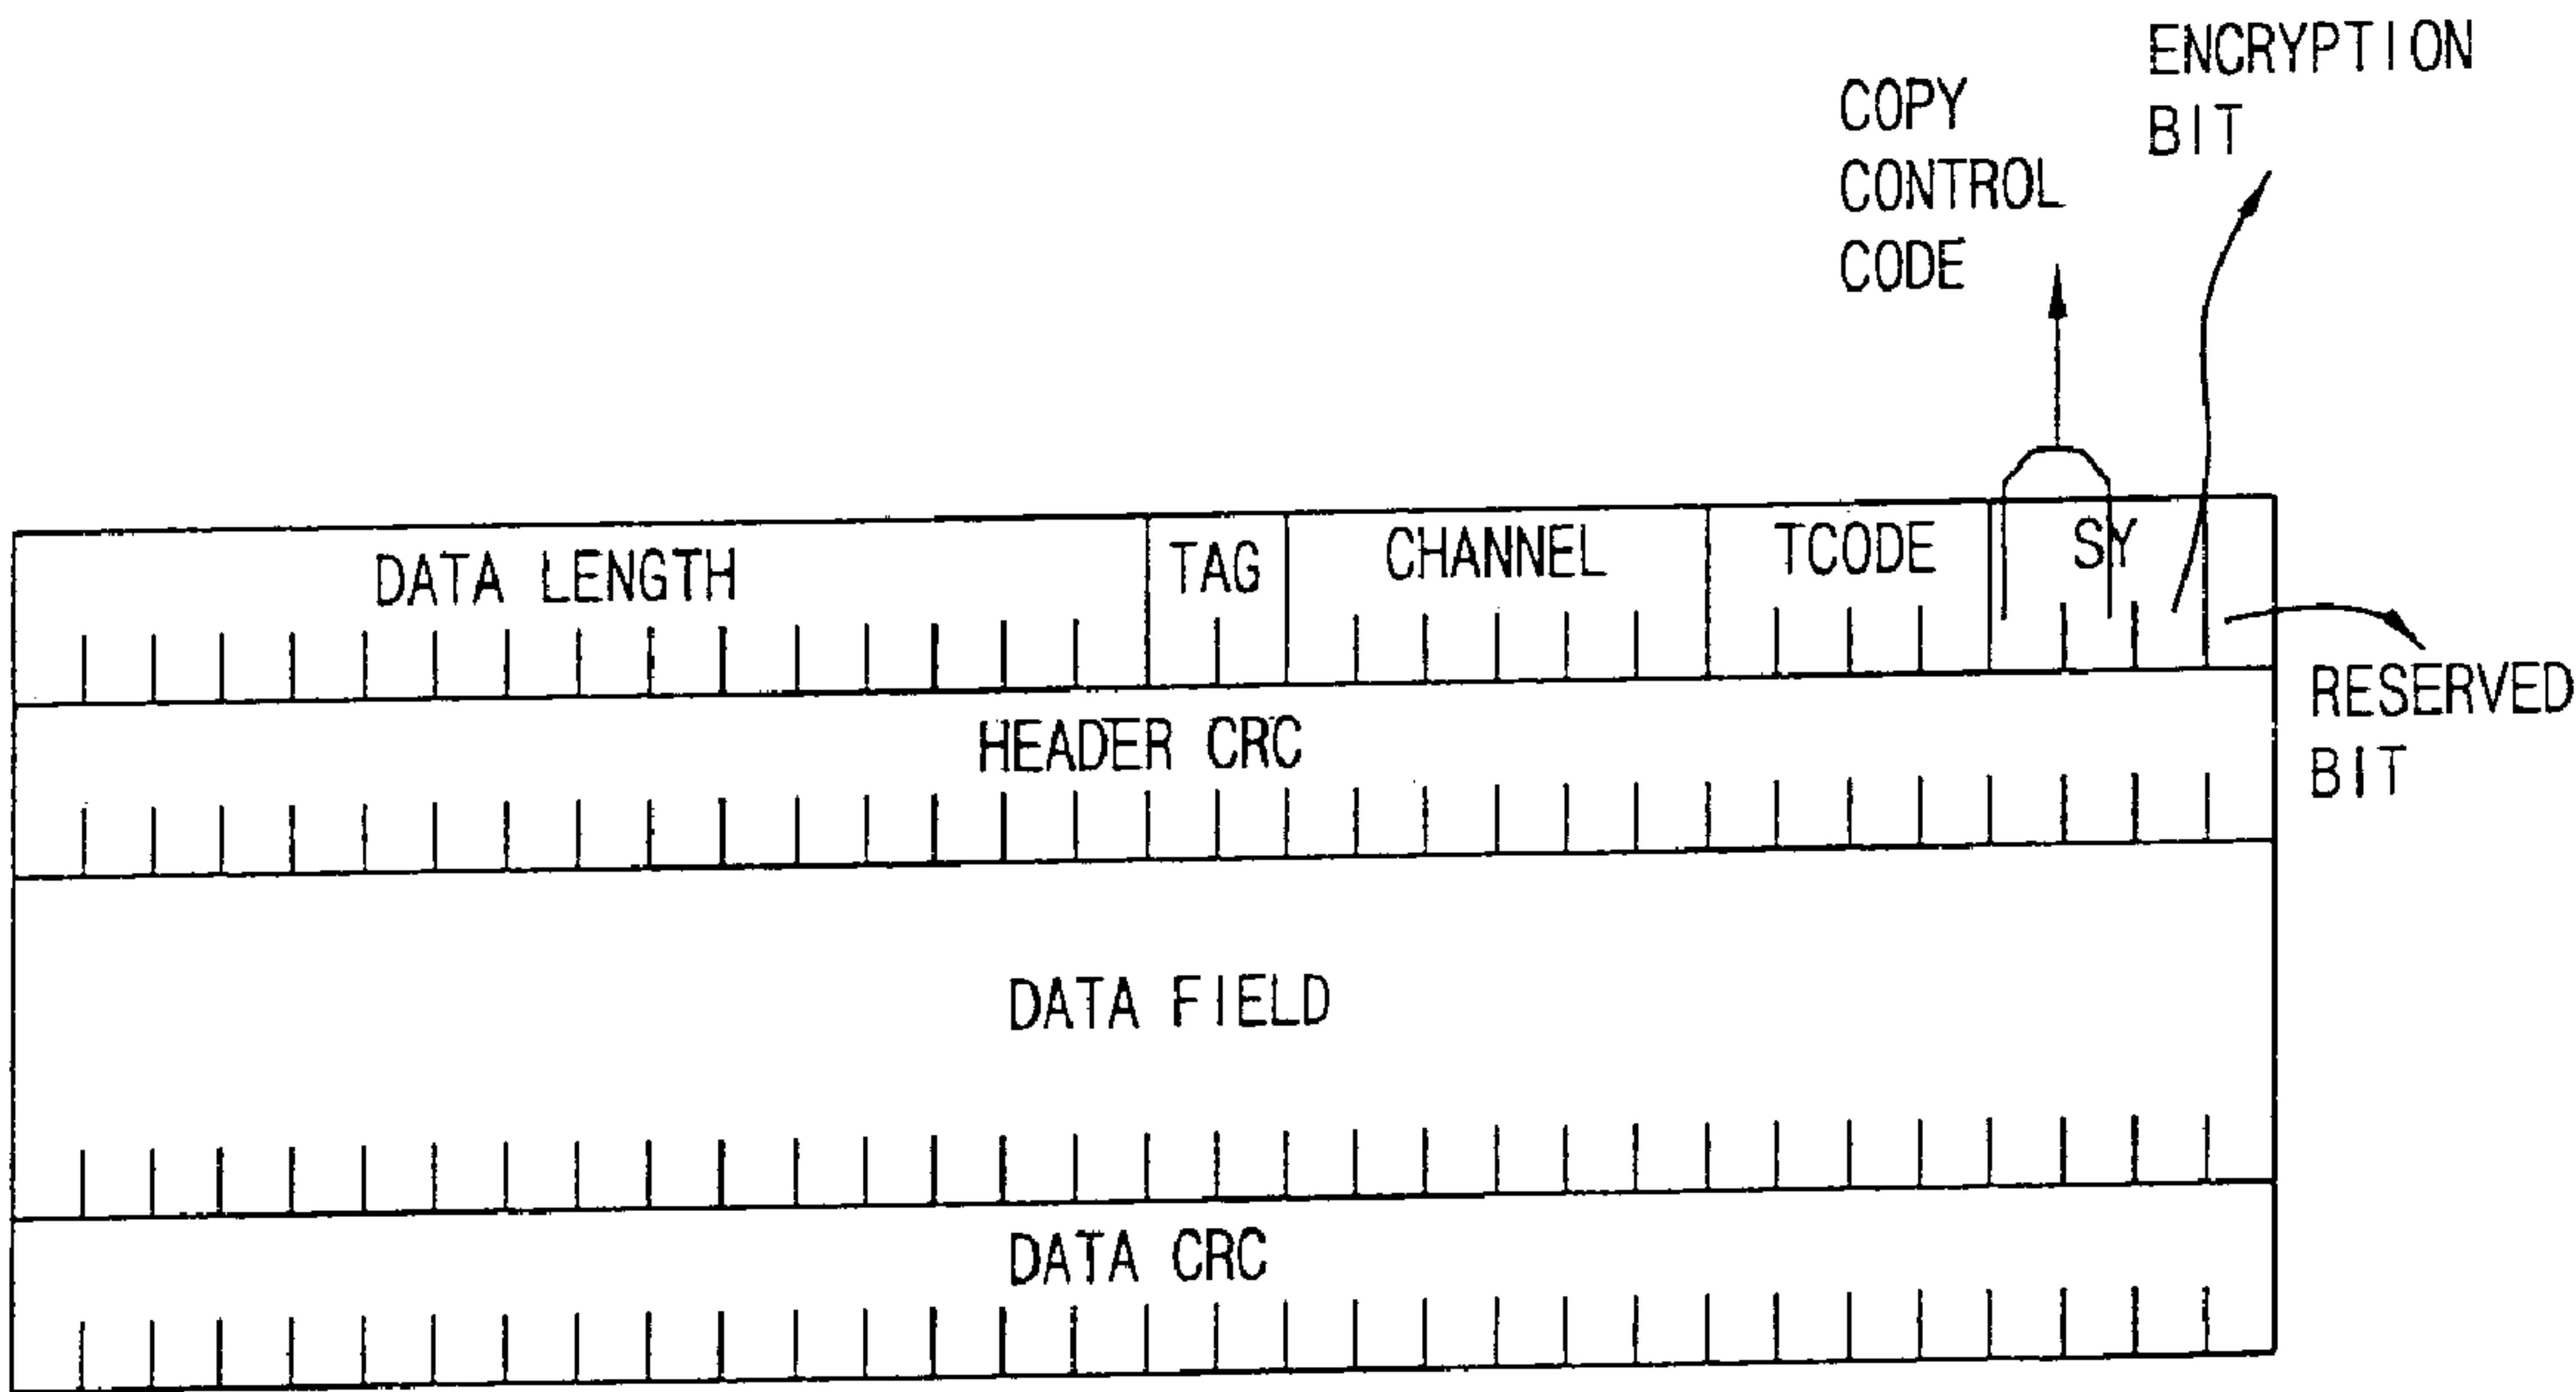 ENCRYPTION
BIT
COPY
CONTROL
CODE
DATA LENGTH TAG CHANNEL TCODE SY
RESERVED
BIT
HEADER CRC
DATA FIELD
DATA CRC